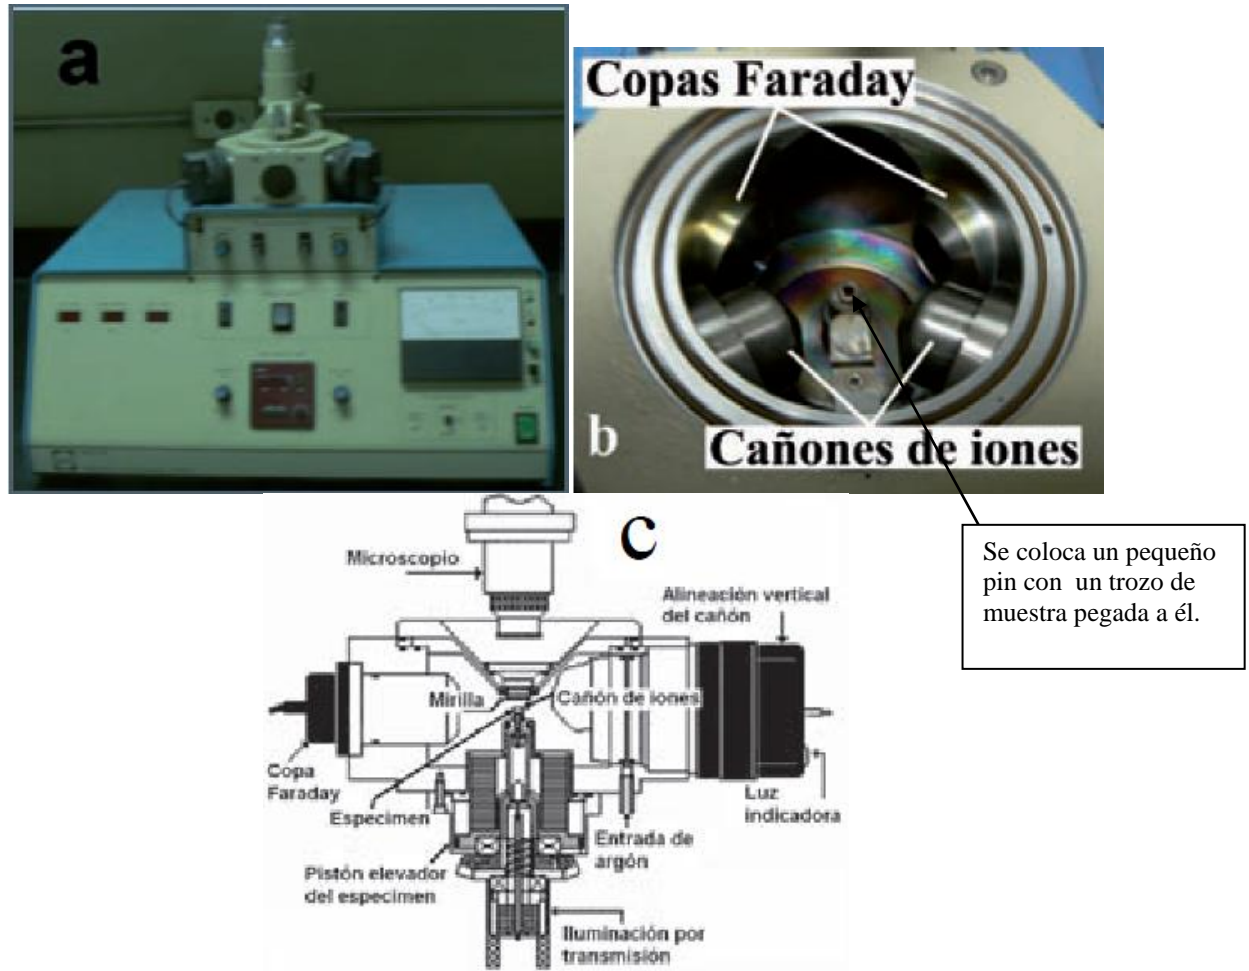 a
Copas Faraday
b
Cañones de iones
Se coloca un pequeño
pin con un trozo de
muestra pegada a él.
c
Microscopio
Alineación vertical
del cañón
Mirilla
Cañón de iones
Copa
Faraday
Especimen
Luz
indicadora
Entrada de
argón
Pistón elevador
del especimen
Iluminación por
transmisión